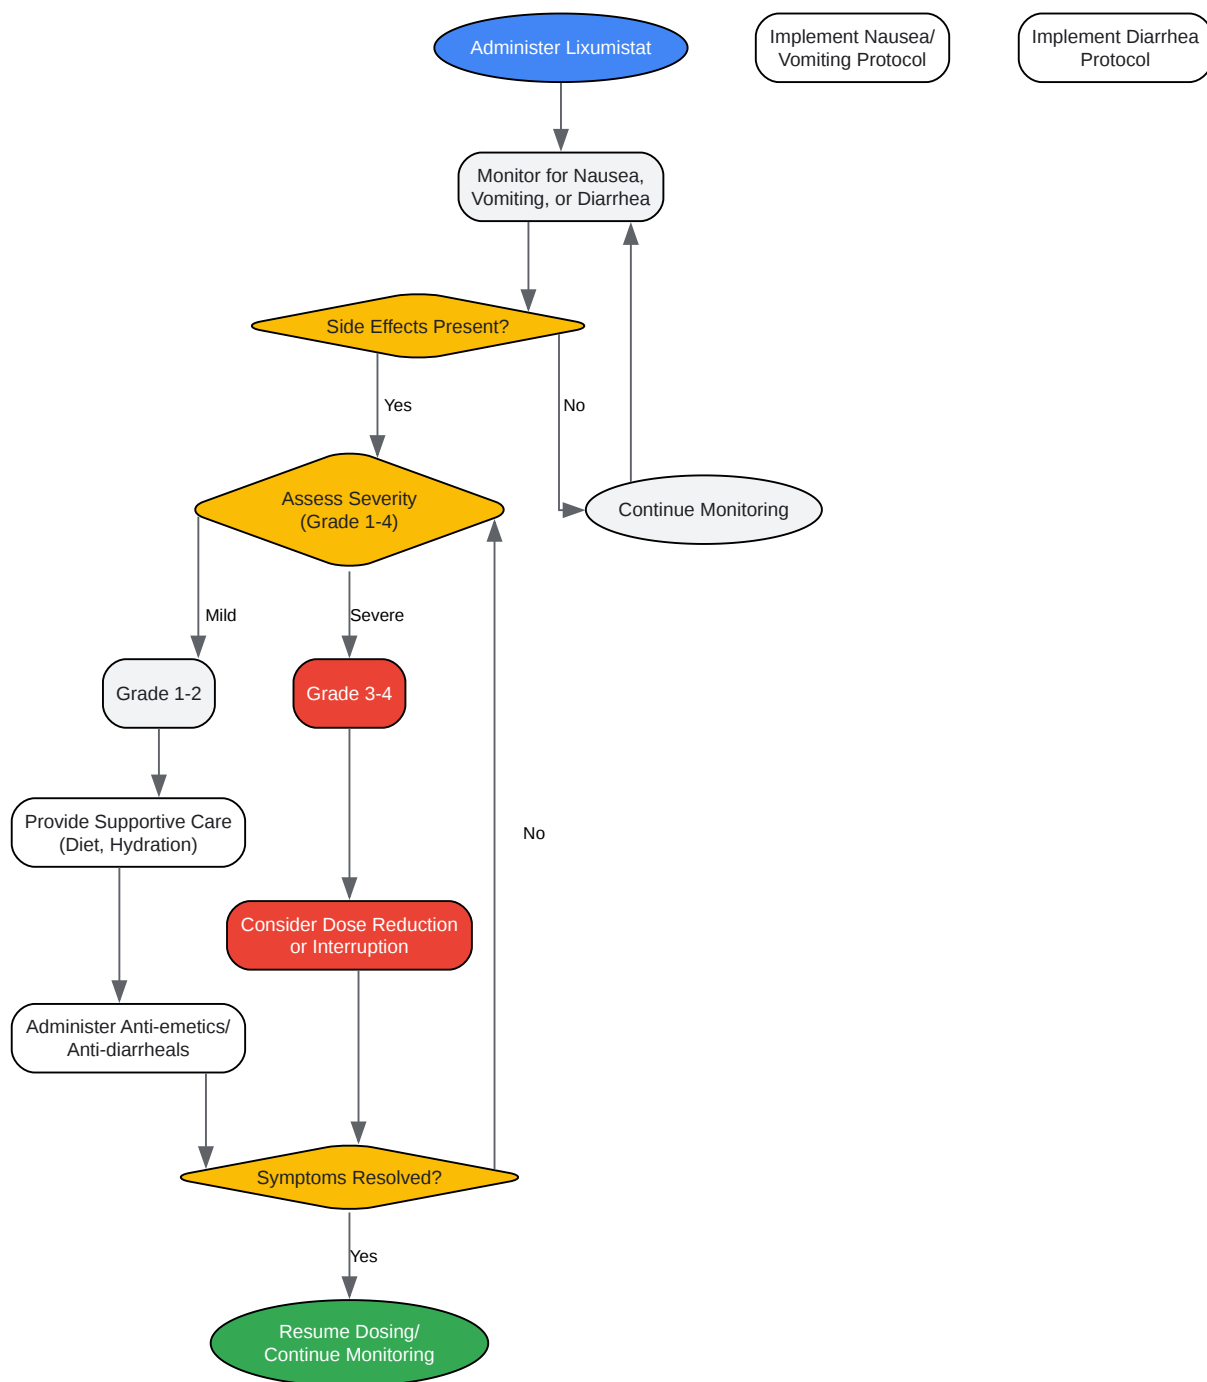 Administer Lixumistat
Implement Nausea/
Vomiting Protocol
Implement Diarrhea
Protocol
Monitor for Nausea,
Vomiting, or Diarrhea
Side Effects Present?
Yes
No
Assess Severity
(Grade 1-4)
Continue Monitoring
Mild
Severe
Grade 1-2
Grade 3-4
Provide Supportive Care
(Diet, Hydration)
No
Consider Dose Reduction
or Interruption
Administer Anti-emetics/
Anti-diarrheals
Symptoms Resolved?
Yes
Resume Dosing/
Continue Monitoring